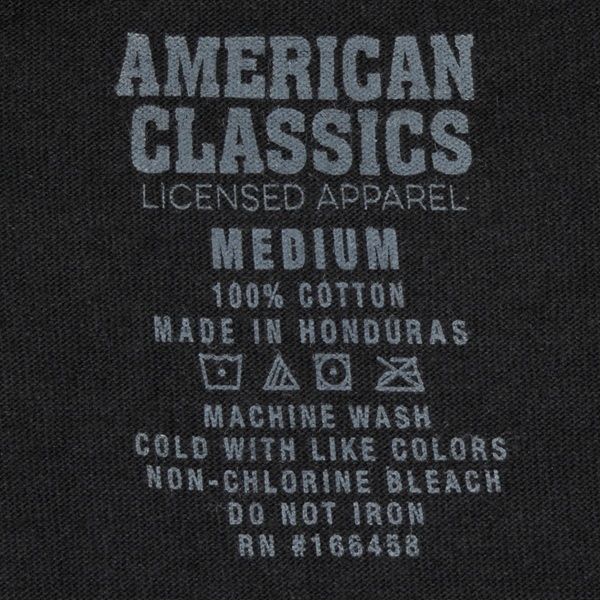 AMERICAN
CLASSICS
LICENSED APPAREL
MEDIUM
100% COTTON
MADE IN HONDURAS
MACHINE WASH
COLD WITH LIKE COLORS
NON-CHLORINE BLEACH
DO NOT IRON
RN #166458